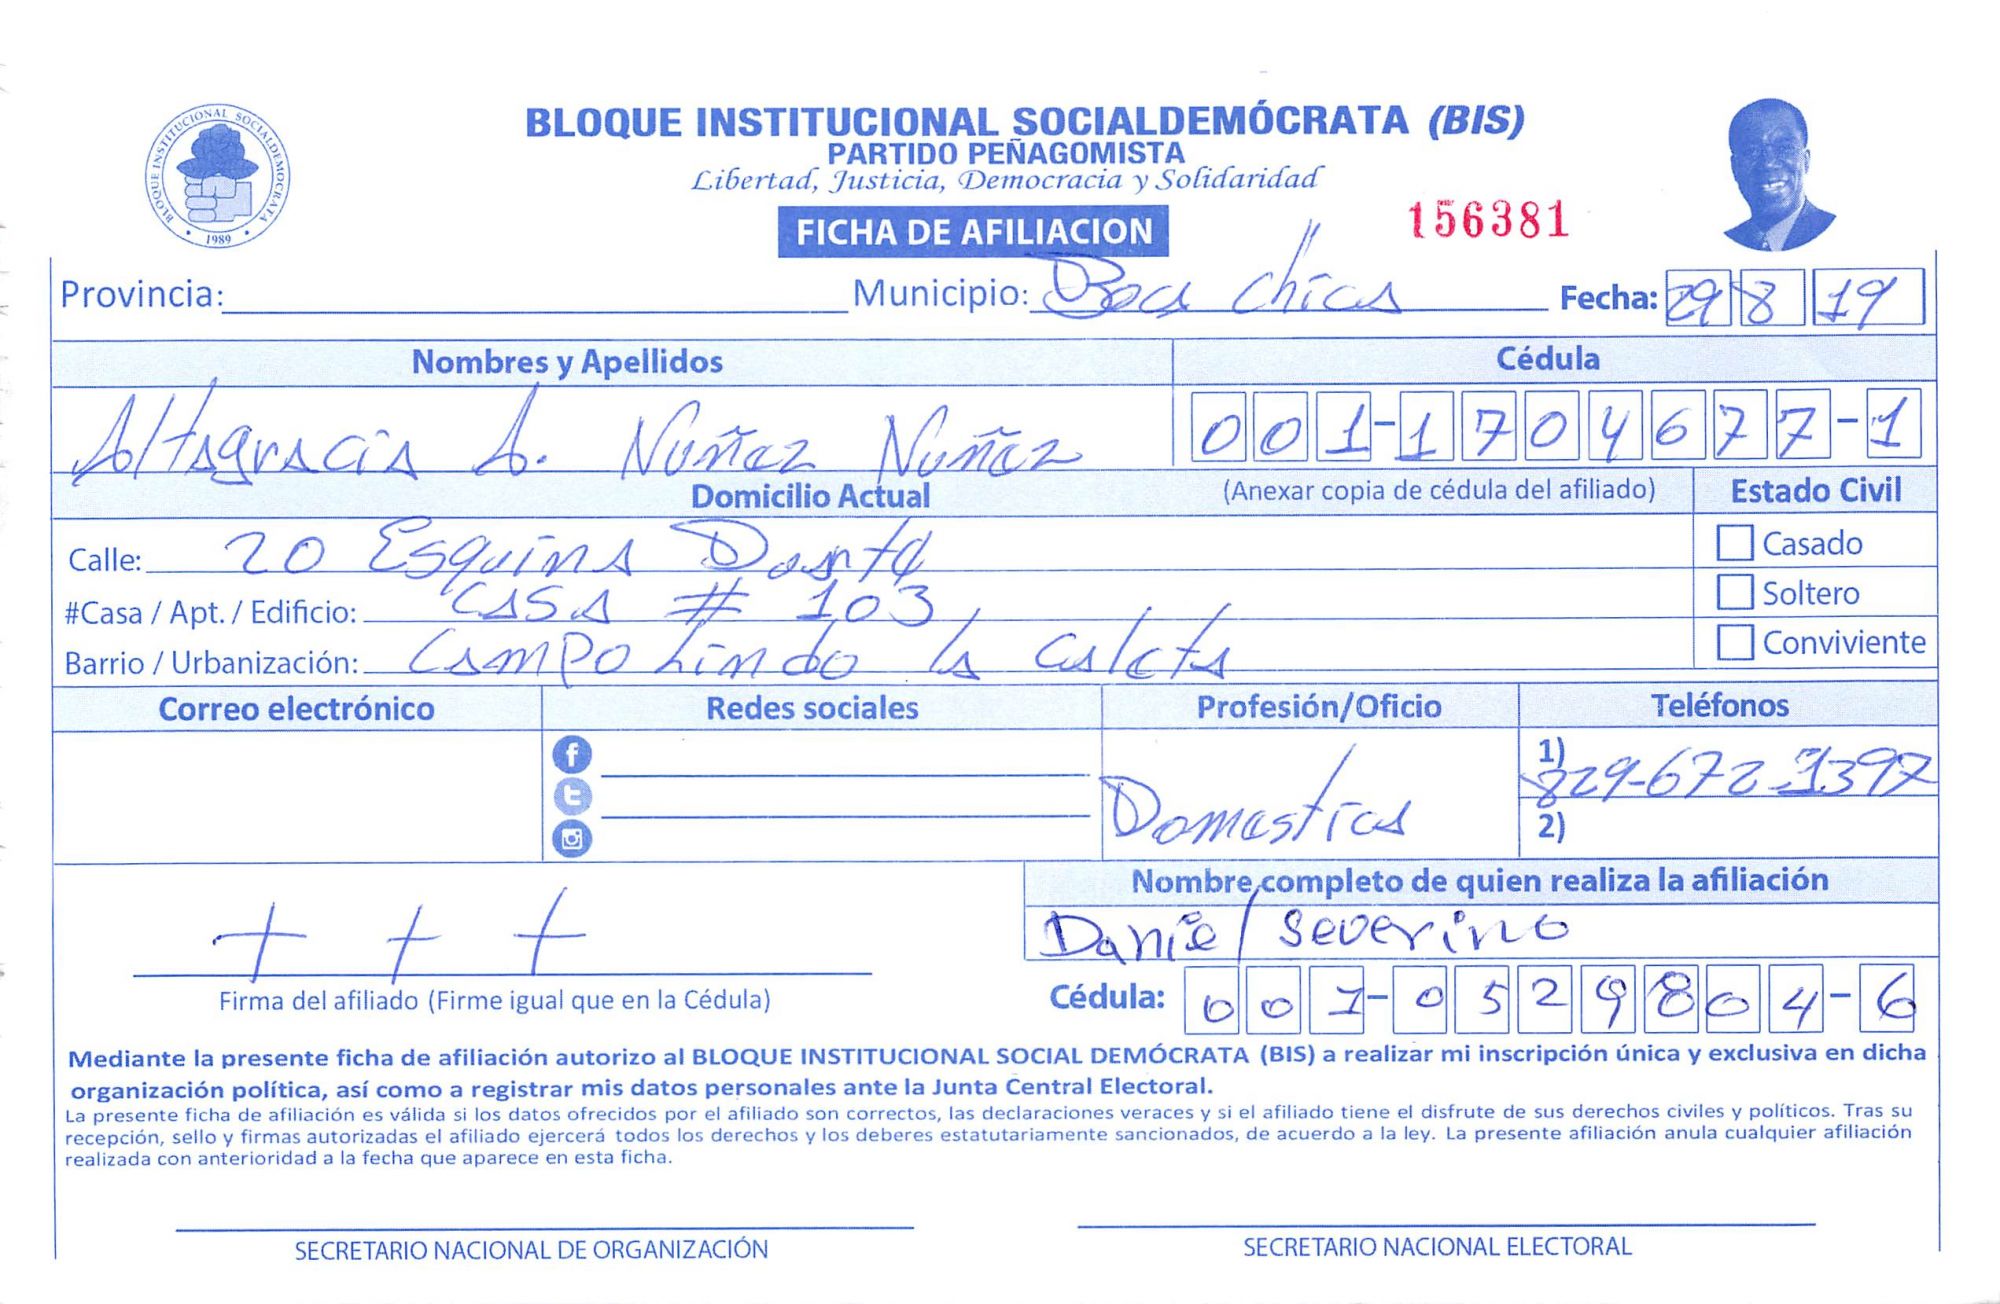 BLOQUE INSTITUCIONAL SOCIALDEMÓCRATA (BIS)
PARTIDO PEÑAGOMISTA
Libertad, Justicia, Democracia y Solidaridad
BLOQUE INSTITUCIONAL SOCIALDEMOCRATA
1989
FICHA DE AFILIACION
156381
Provincia: Municipio: Boca chica Fecha: 29 8 19
Nombres y Apellidos Cédula
Altagracia A. Nuñez Nuñez 001-1704677-1
Domicilio Actual (Anexar copia de cédula del afiliado) Estado Civil
Calle: 20 Esquina Casado
#Casa / Apt. / Edificio: CASA # 103 Soltero
Barrio / Urbanización: Campo Lindo la caleta Conviviente
Correo electrónico Redes sociales Profesión/Oficio Teléfonos
Domestica
1) 829-672-1397
2)
Nombre completo de quien realiza la afiliación
+ + + Daniel Severino
Firma del afiliado (Firme igual que en la Cédula) Cédula: 001-0529804-6
Mediante la presente ficha de afiliación autorizo al BLOQUE INSTITUCIONAL SOCIAL DEMÓCRATA (BIS) a realizar mi inscripción única y exclusiva en dicha
organización política, así como a registrar mis datos personales ante la Junta Central Electoral.
La presente ficha de afiliación es válida si los datos ofrecidos por el afiliado son correctos, las declaraciones veraces y si el afiliado tiene el disfrute de sus derechos civiles y políticos. Tras su
recepción, sello y firmas autorizadas el afiliado ejercerá todos los derechos y los deberes estatutariamente sancionados, de acuerdo a la ley. La presente afiliación anula cualquier afiliación
realizada con anterioridad a la fecha que aparece en esta ficha.
SECRETARIO NACIONAL DE ORGANIZACIÓN SECRETARIO NACIONAL ELECTORAL